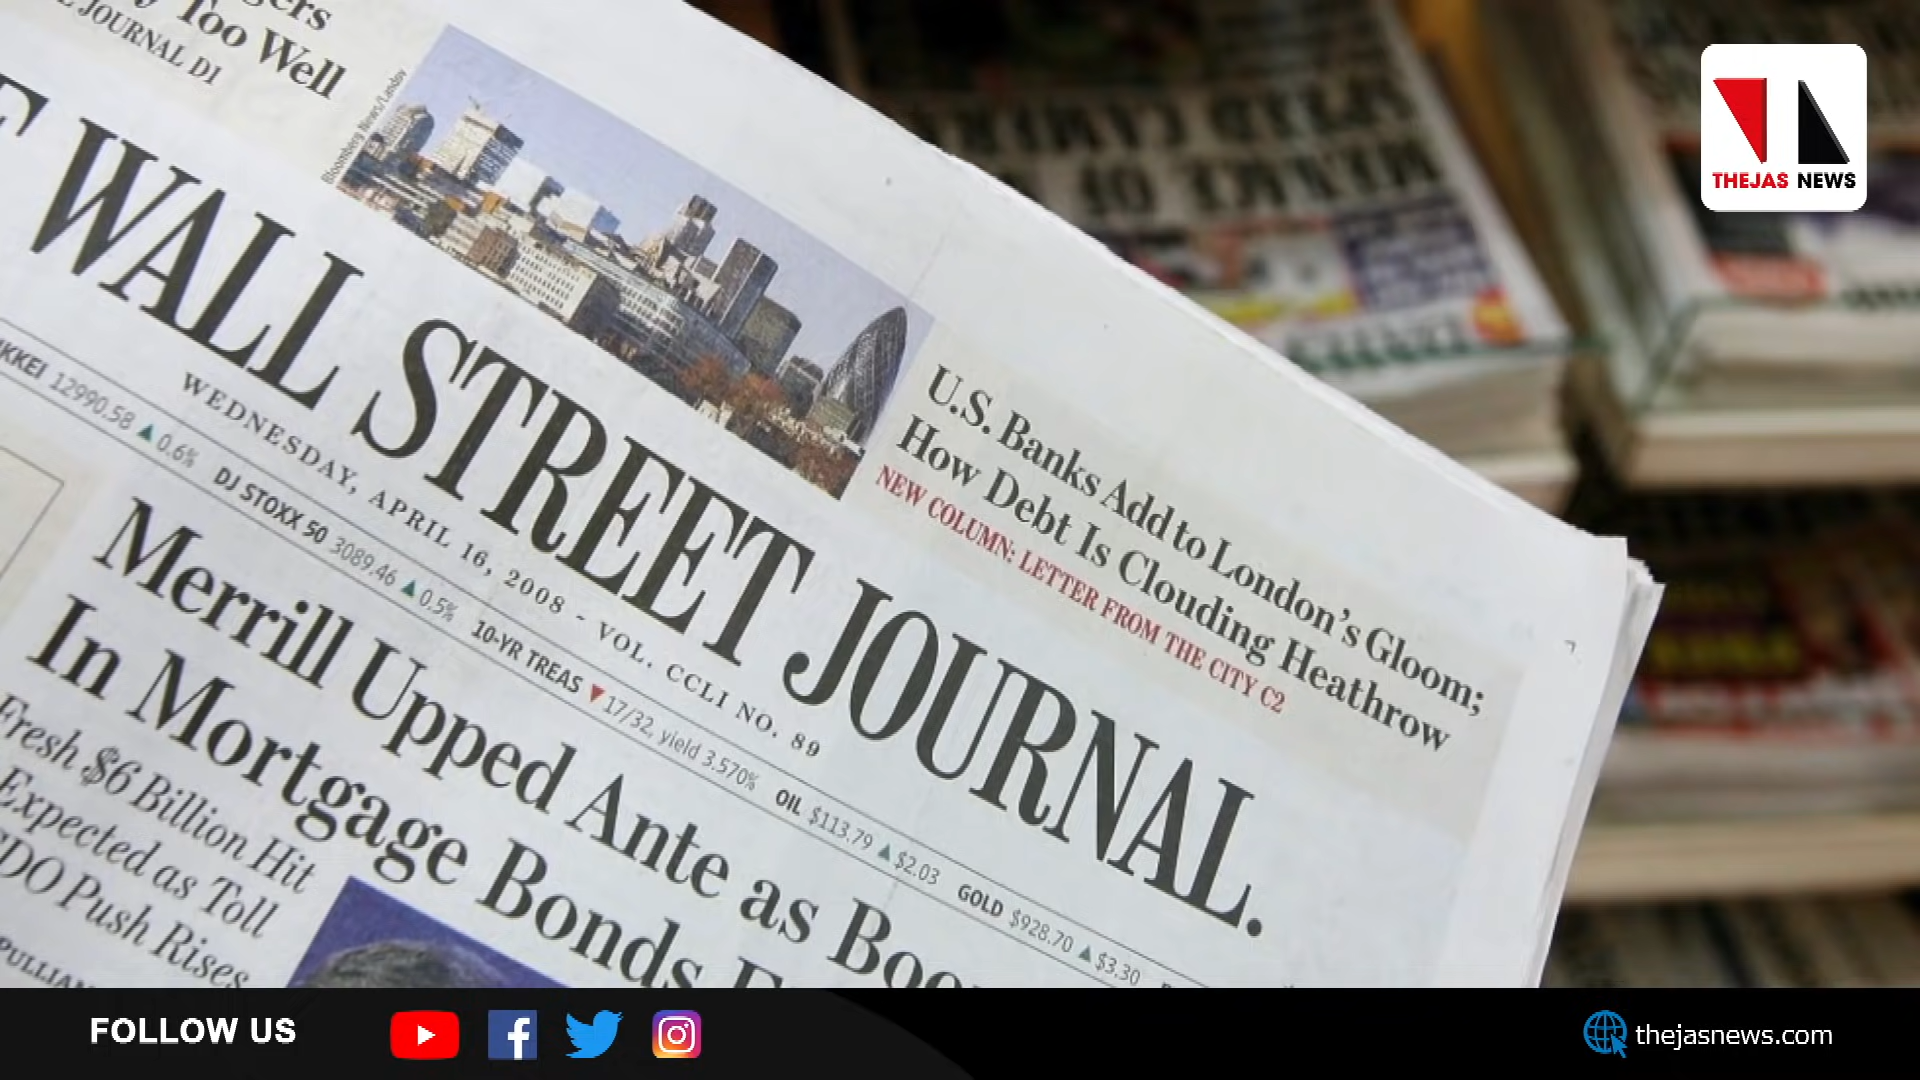 Too Well
JOURNAL D1
Bloomberg News/Landov
U.S. Banks Add to London's Gloom;
How Debt Is Clouding Heathrow
NEW COLUMN: LETTER FROM THE CITY C2
WALL STREET JOURNAL.
WEDNESDAY, APRIL 16, 2008 - VOL. CCLI NO. 89
12990.58 ▲ 0.6% DJ STOXX 50 3089.46 ▲ 0.5% 10-YR TREAS ▼ 17/32, yield 3.570% OIL $113.79 ▲ $2.03 GOLD $928.70 ▲ $3.30
Merrill Upped Ante as
In Mortgage Bonds
Fresh $6 Billion Hit
Expected as Toll
Push Rises
THEJAS NEWS
FOLLOW US
thejasnews.com